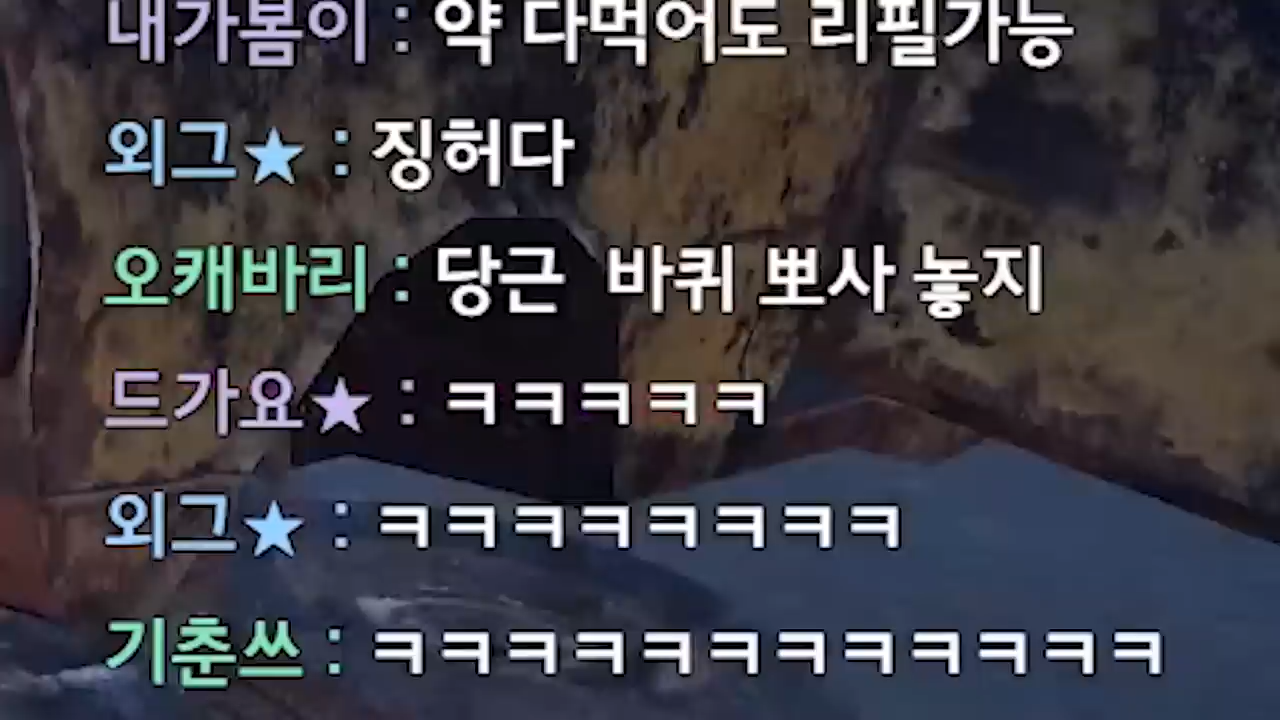 내가봄이 : 약 다먹어도 리필가능
외그★ : 징허다
오캐바리 : 당근 바퀴 뽀사 놓지
드가요★ : ㅋㅋㅋㅋㅋ
외그★ : ㅋㅋㅋㅋㅋㅋㅋㅋ
기춘쓰 : ㅋㅋㅋㅋㅋㅋㅋㅋㅋㅋㅋㅋ